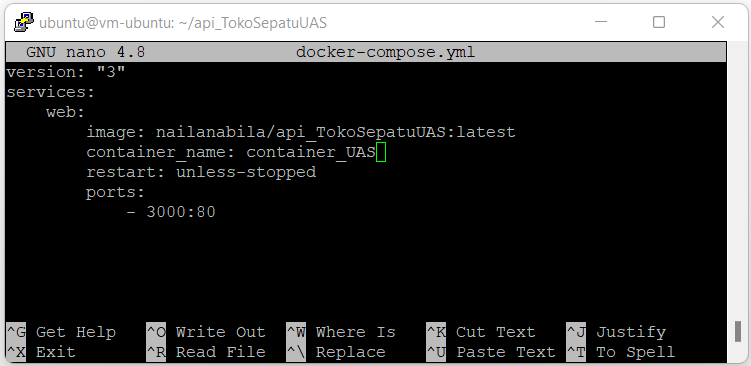 ubuntu@vm-ubuntu: ~/api_TokoSepatuUAS
GNU nano 4.8 docker-compose.yml
version: "3"
services:
    web:
        image: nailanabila/api_TokoSepatuUAS:latest
        container_name: container_UAS
        restart: unless-stopped
        ports:
            - 3000:80
^G Get Help ^O Write Out ^W Where Is ^K Cut Text ^J Justify
^X Exit ^R Read File ^\ Replace ^U Paste Text ^T To Spell